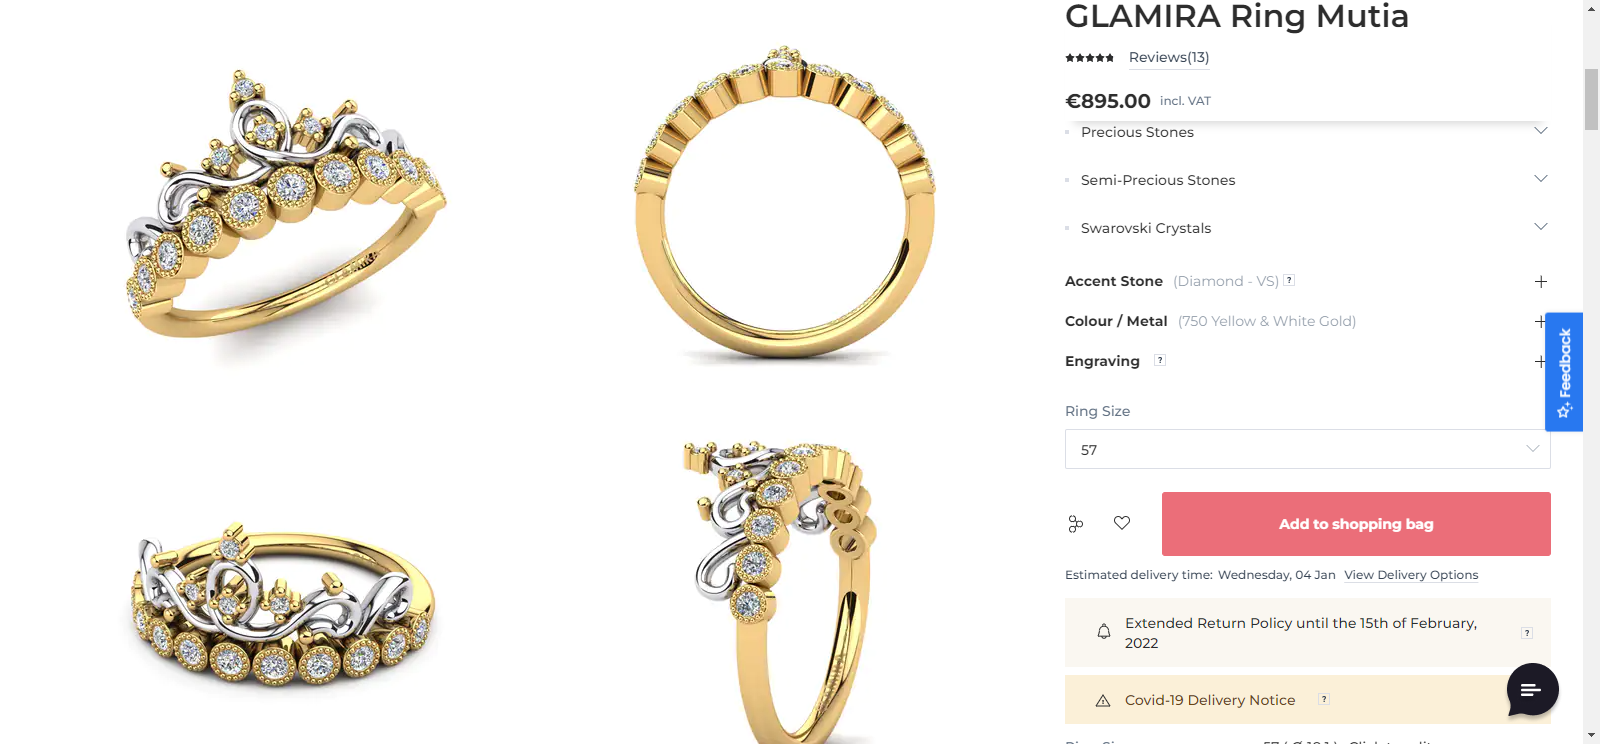 GLAMIRA Ring Mutia
Reviews(13)
€895.00 incl. VAT
Precious Stones
Semi-Precious Stones
Swarovski Crystals
Accent Stone (Diamond - VS) ?
Colour / Metal (750 Yellow & White Gold)
Engraving ?
Feedback
Ring Size
57
Add to shopping bag
Estimated delivery time: Wednesday, 04 Jan View Delivery Options
Extended Return Policy until the 15th of February,
2022
?
Covid-19 Delivery Notice ?